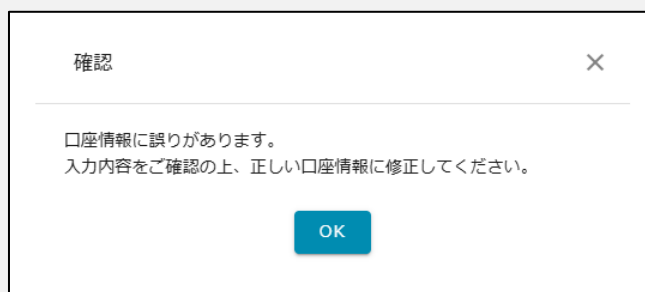 確認
口座情報に誤りがあります。
入力内容をご確認の上、正しい口座情報に修正してください。
OK